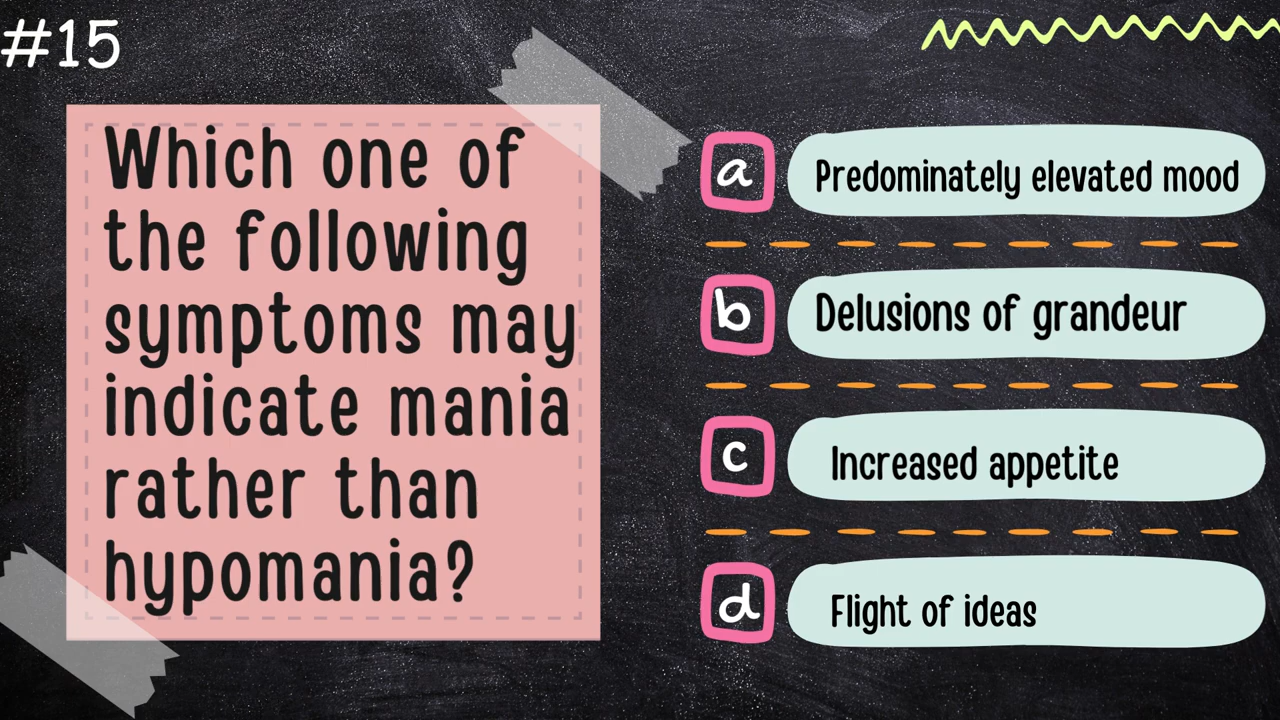 #15
Which one of
the following
symptoms may
indicate mania
rather than
hypomania?
a Predominately elevated mood
b Delusions of grandeur
c Increased appetite
d Flight of ideas